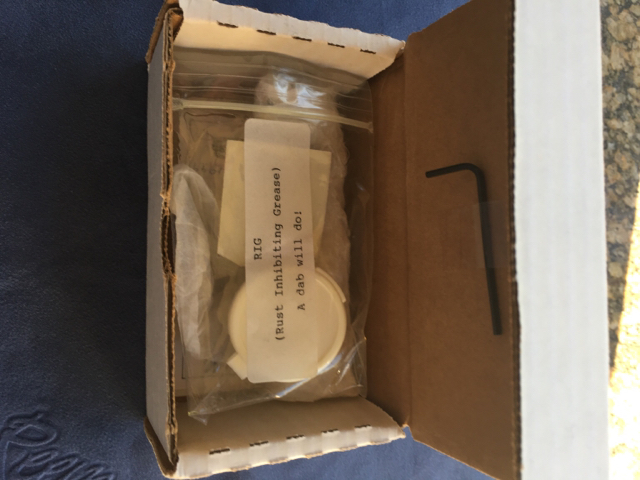 RIG
(Rust Inhibiting Grease)
A dab will do!